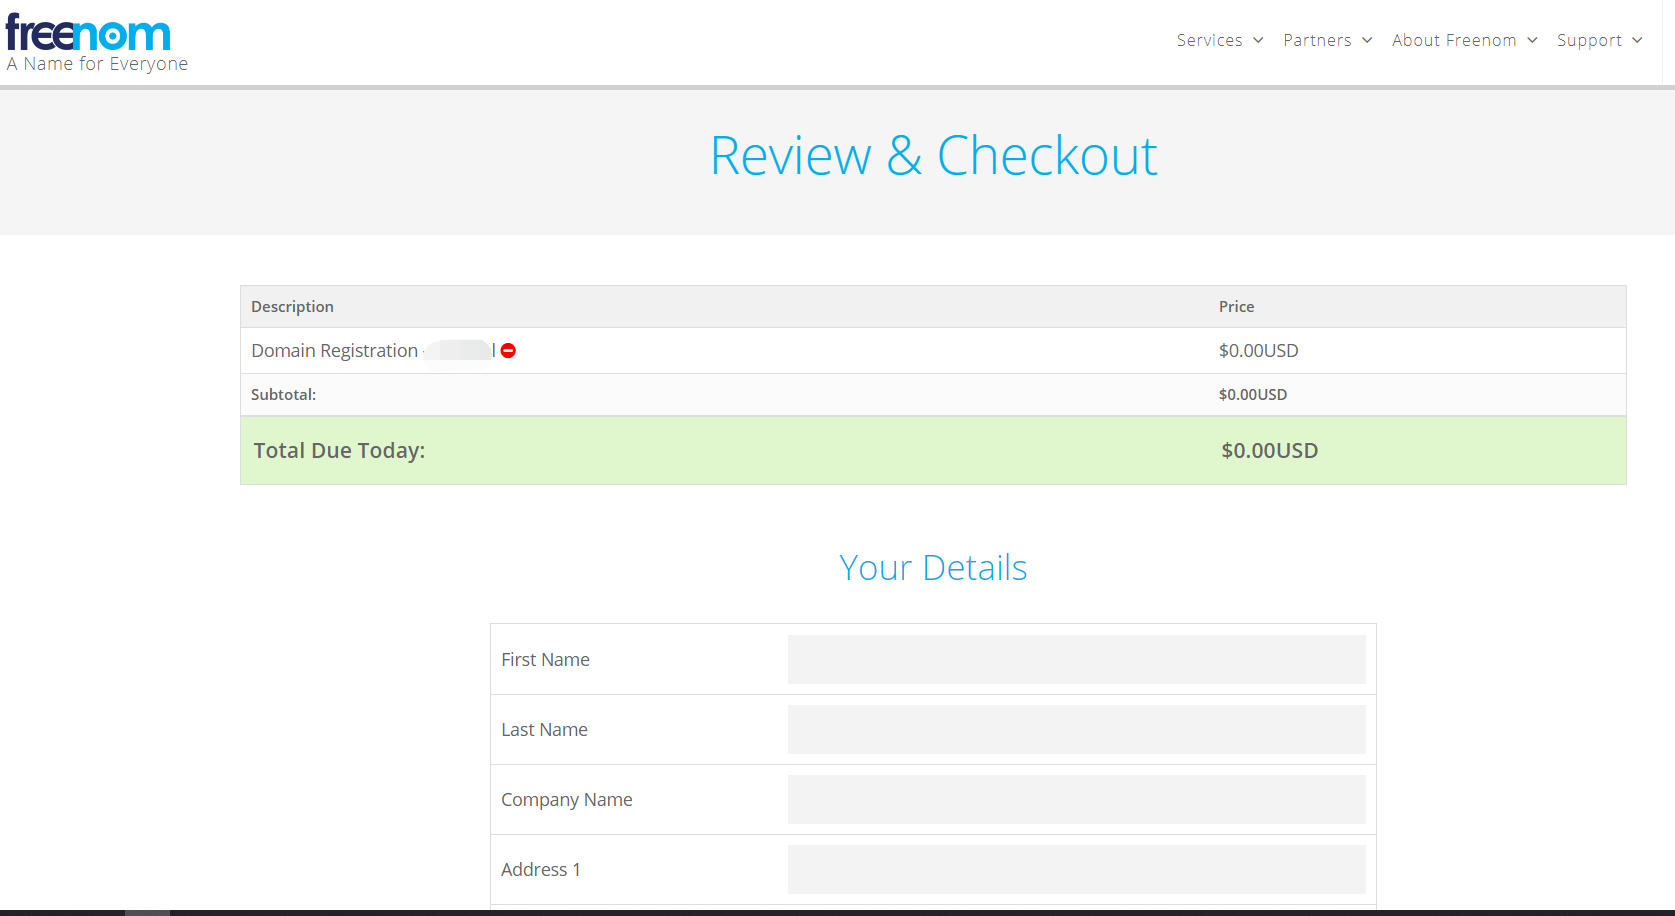 freenom
A Name for Everyone
Services Partners About Freenom Support
Review & Checkout
Description Price
Domain Registration $0.00USD
Subtotal: $0.00USD
Total Due Today: $0.00USD
Your Details
First Name
Last Name
Company Name
Address 1